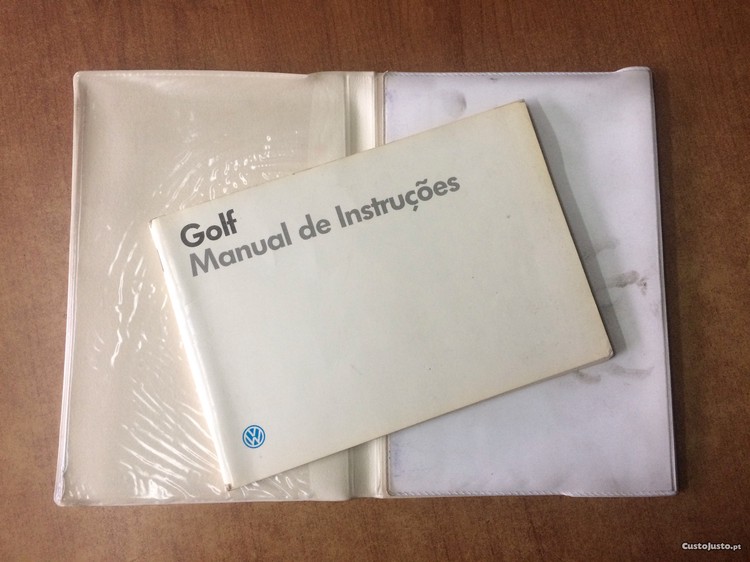 Golf
Manual de Instruções
CustoJusto.pt